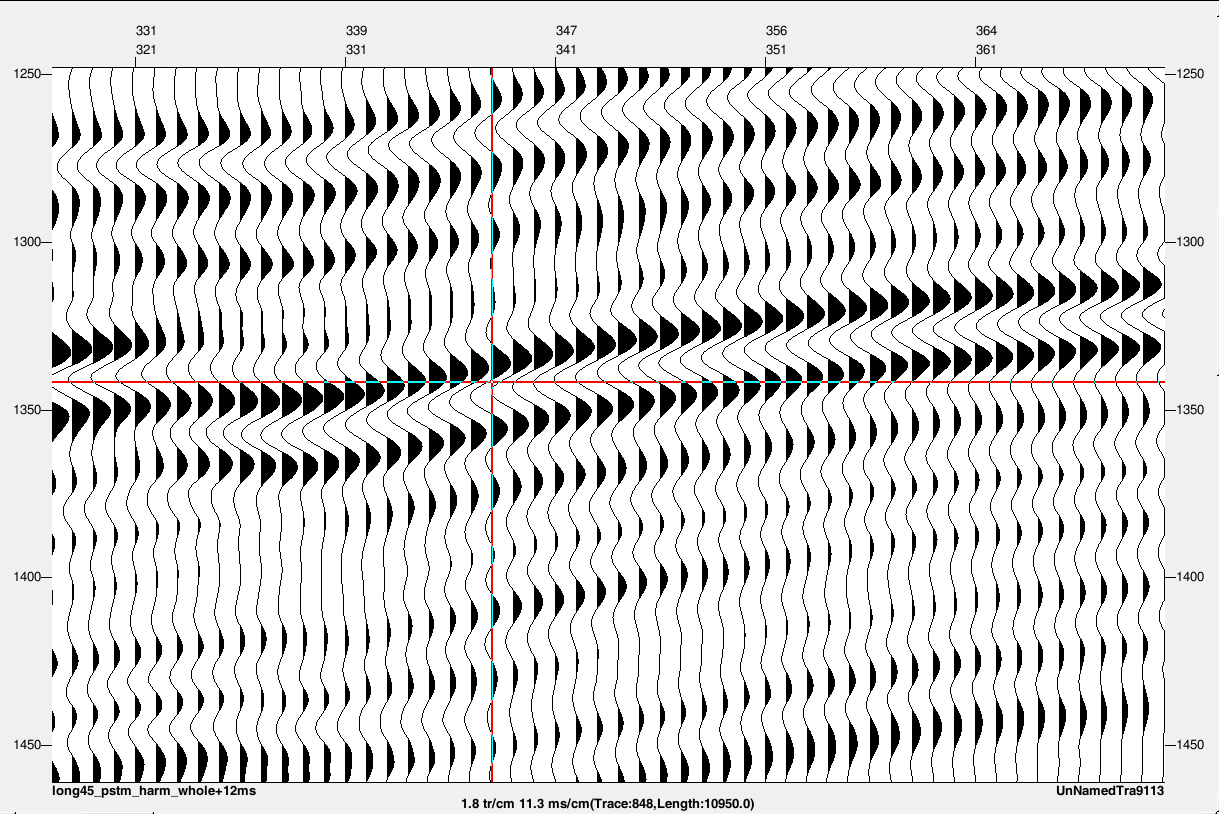 331 339 347 356 364
321 331 341 351 361
1250 1250
1300 1300
1350 1350
1400 1400
1450 1450
long45_pstm_harm_whole+12ms UnNamedTra9113
1.8 tr/cm 11.3 ms/cm(Trace:848,Length:10950.0)